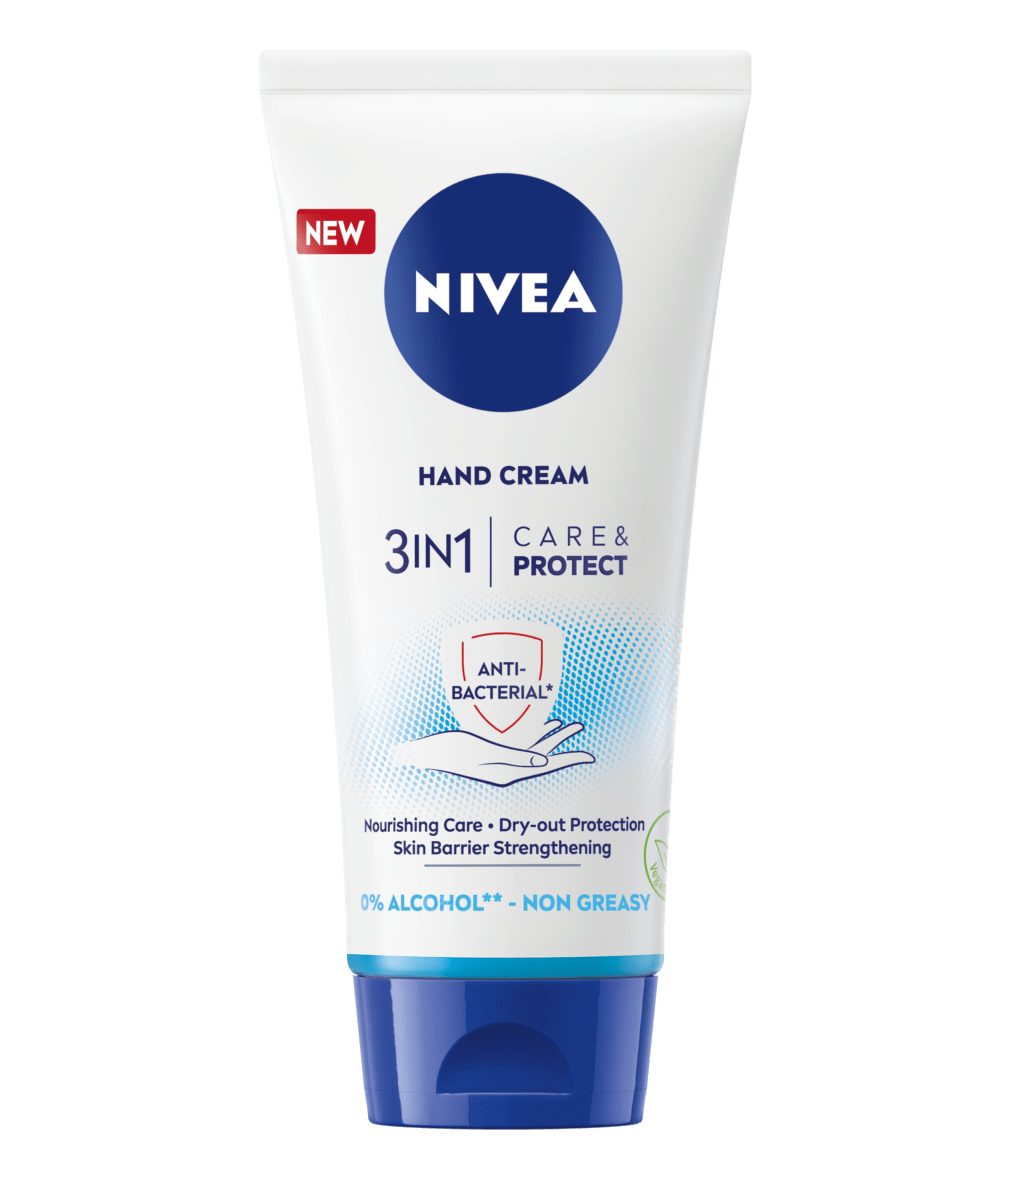 NEW
NIVEA
HAND CREAM
3IN1
CARE&
PROTECT
ANTI-
BACTERIAL*
Nourishing Care • Dry-out Protection
Skin Barrier Strengthening
0% ALCOHOL** - NON GREASY